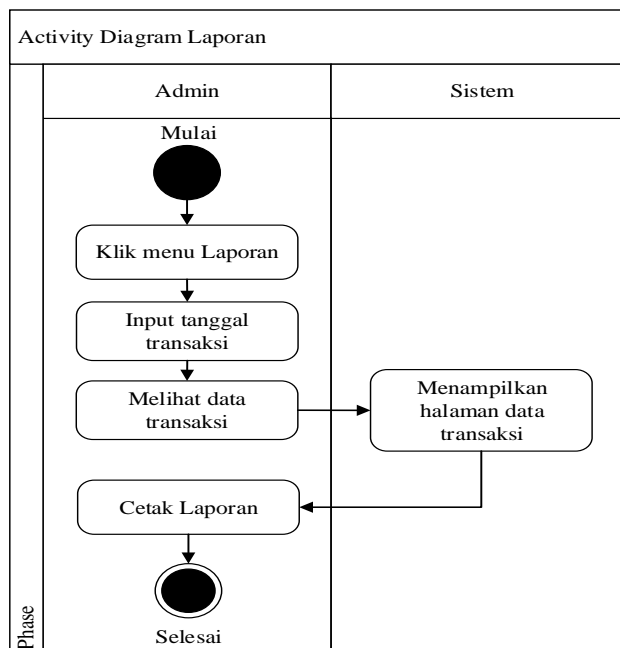 Activity Diagram Laporan
Admin
Sistem
Mulai
Klik menu Laporan
Input tanggal
transaksi
Melihat data
transaksi
Menampilkan
halaman data
transaksi
Cetak Laporan
Selesai
Phase